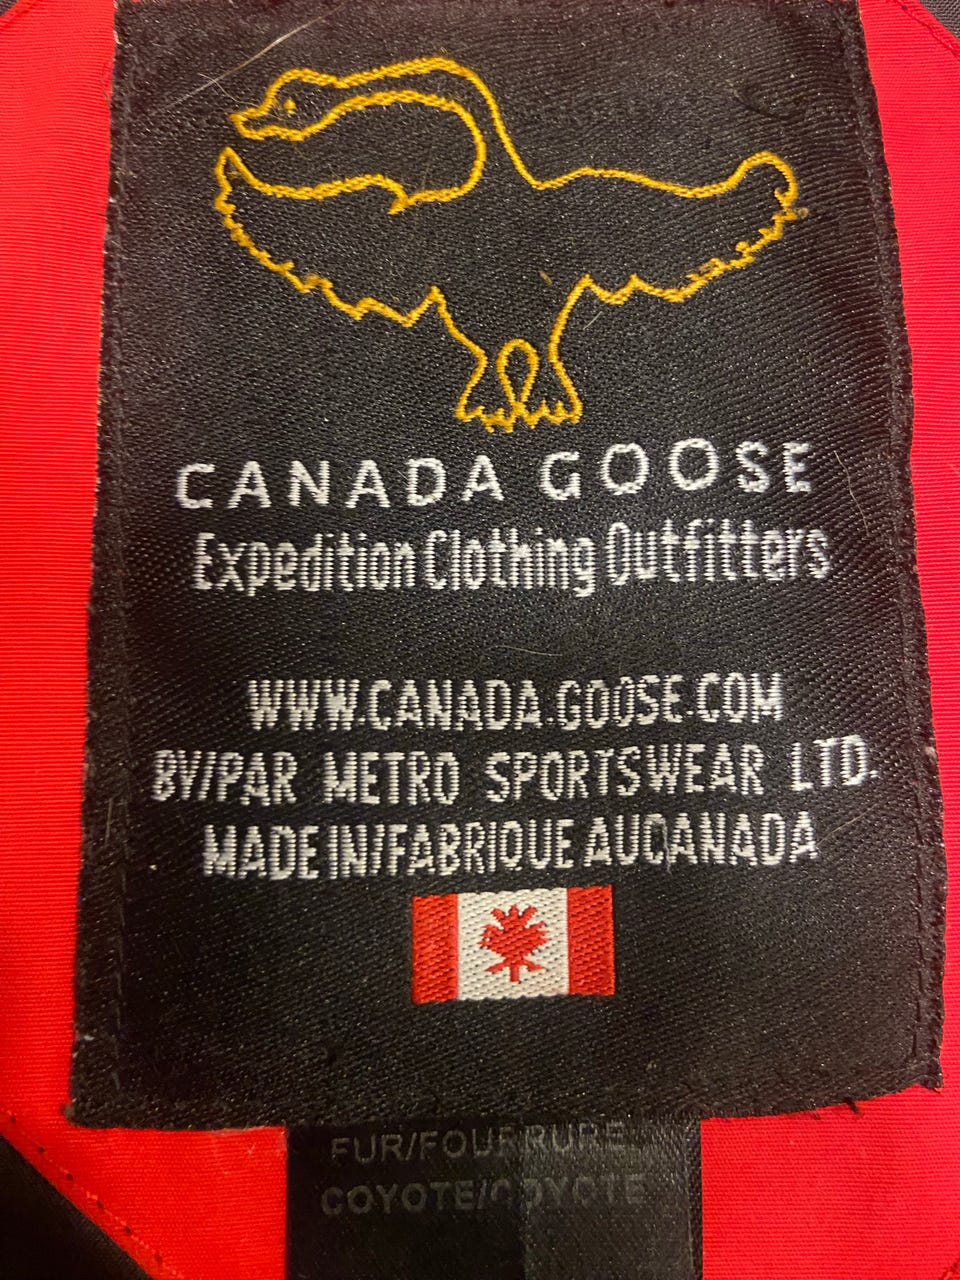 CANADA GOOSE
Expedition Clothing Outfitters
WWW.CANADA.GOOSE.COM
BY/PAR METRO SPORTSWEAR LTD.
MADE IN/FABRIQUE AU CANADA
FUR/FOURRURE
COYOTE/COYOTE